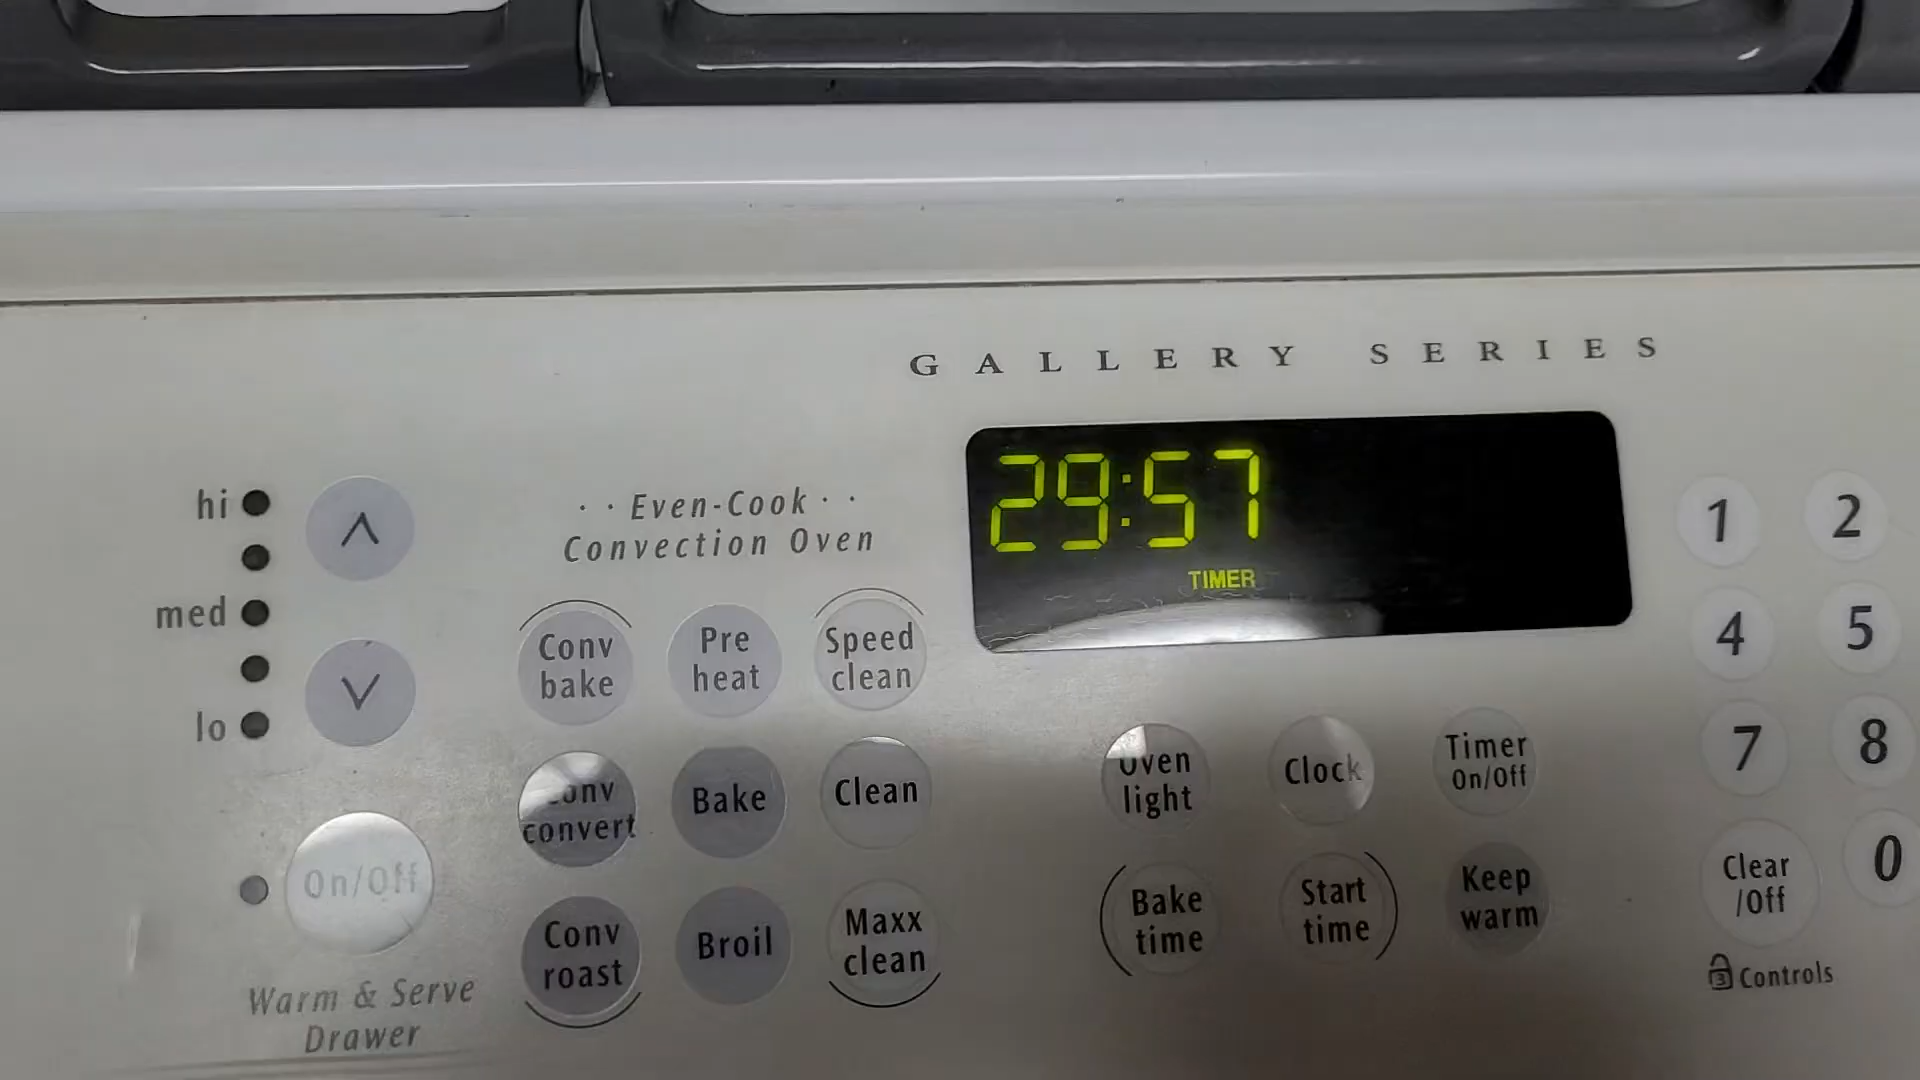 GALLERY SERIES
29:57
TIMER
hi
med
lo
∧
∨
On/Off
Warm & Serve
Drawer
· · Even-Cook · ·
Convection Oven
Conv
bake
Pre
heat
Speed
clean
Conv
convert
Bake
Clean
Conv
roast
Broil
Maxx
clean
Oven
light
Clock
Timer
On/Off
Bake
time
Start
time
Keep
warm
1
2
4
5
7
8
Clear
/Off
0
Controls